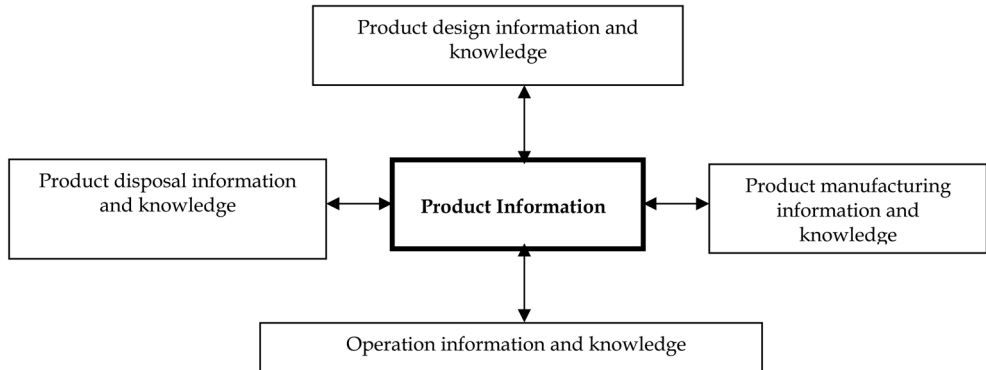 Product design information and
knowledge
Product disposal information
and knowledge
Product Information
Product manufacturing
information and
knowledge
Operation information and knowledge